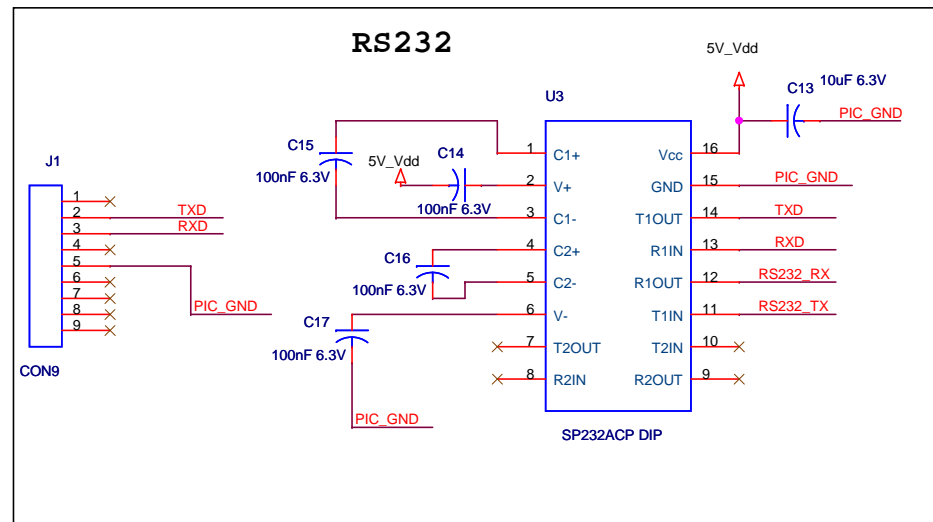 RS232
J1
1
2
3
4
5
6
7
8
9
TXD
RXD
PIC_GND
CON9
C15
100nF 6.3V
5V_Vdd
C14
100nF 6.3V
C16
100nF 6.3V
C17
100nF 6.3V
PIC_GND
U3
1 C1+
2 V+
3 C1-
4 C2+
5 C2-
6 V-
7 T2OUT
8 R2IN
Vcc 16
GND 15 PIC_GND
T1OUT 14 TXD
R1IN 13 RXD
R1OUT 12 RS232_RX
T1IN 11 RS232_TX
T2IN 10
R2OUT 9
SP232ACP DIP
5V_Vdd
C13
10uF 6.3V
PIC_GND